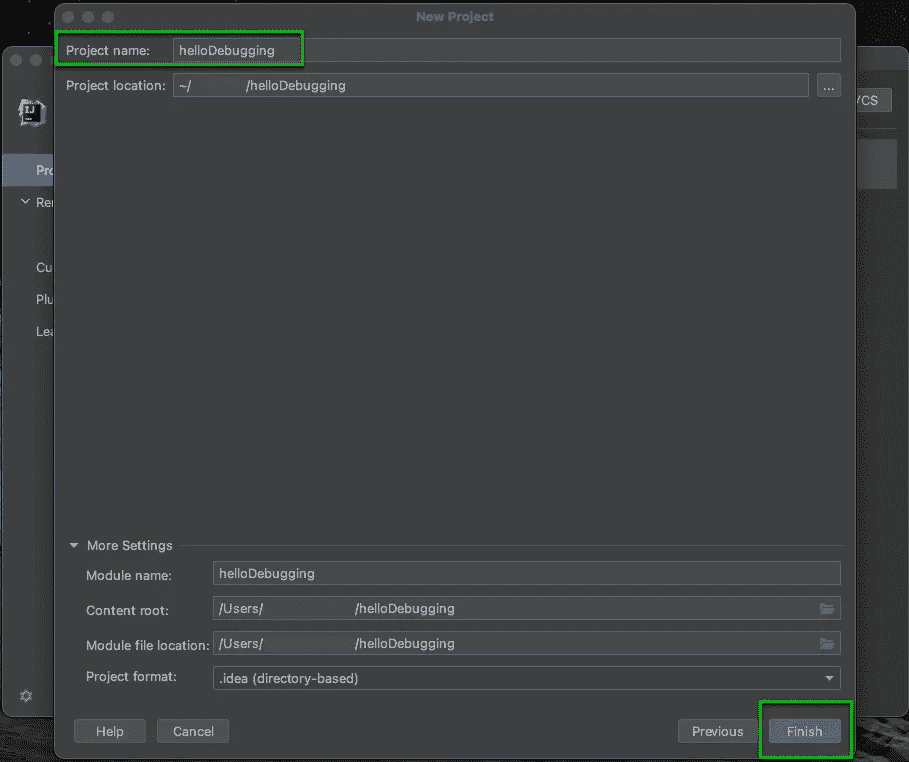 New Project
Project name: helloDebugging
Project location: ~/ /helloDebugging ...
IJ
/CS
Pro
Re
Cu
Plu
Lea
More Settings
Module name: helloDebugging
Content root: /Users/ /helloDebugging
Module file location: /Users/ /helloDebugging
Project format: .idea (directory-based)
Help Cancel Previous Finish